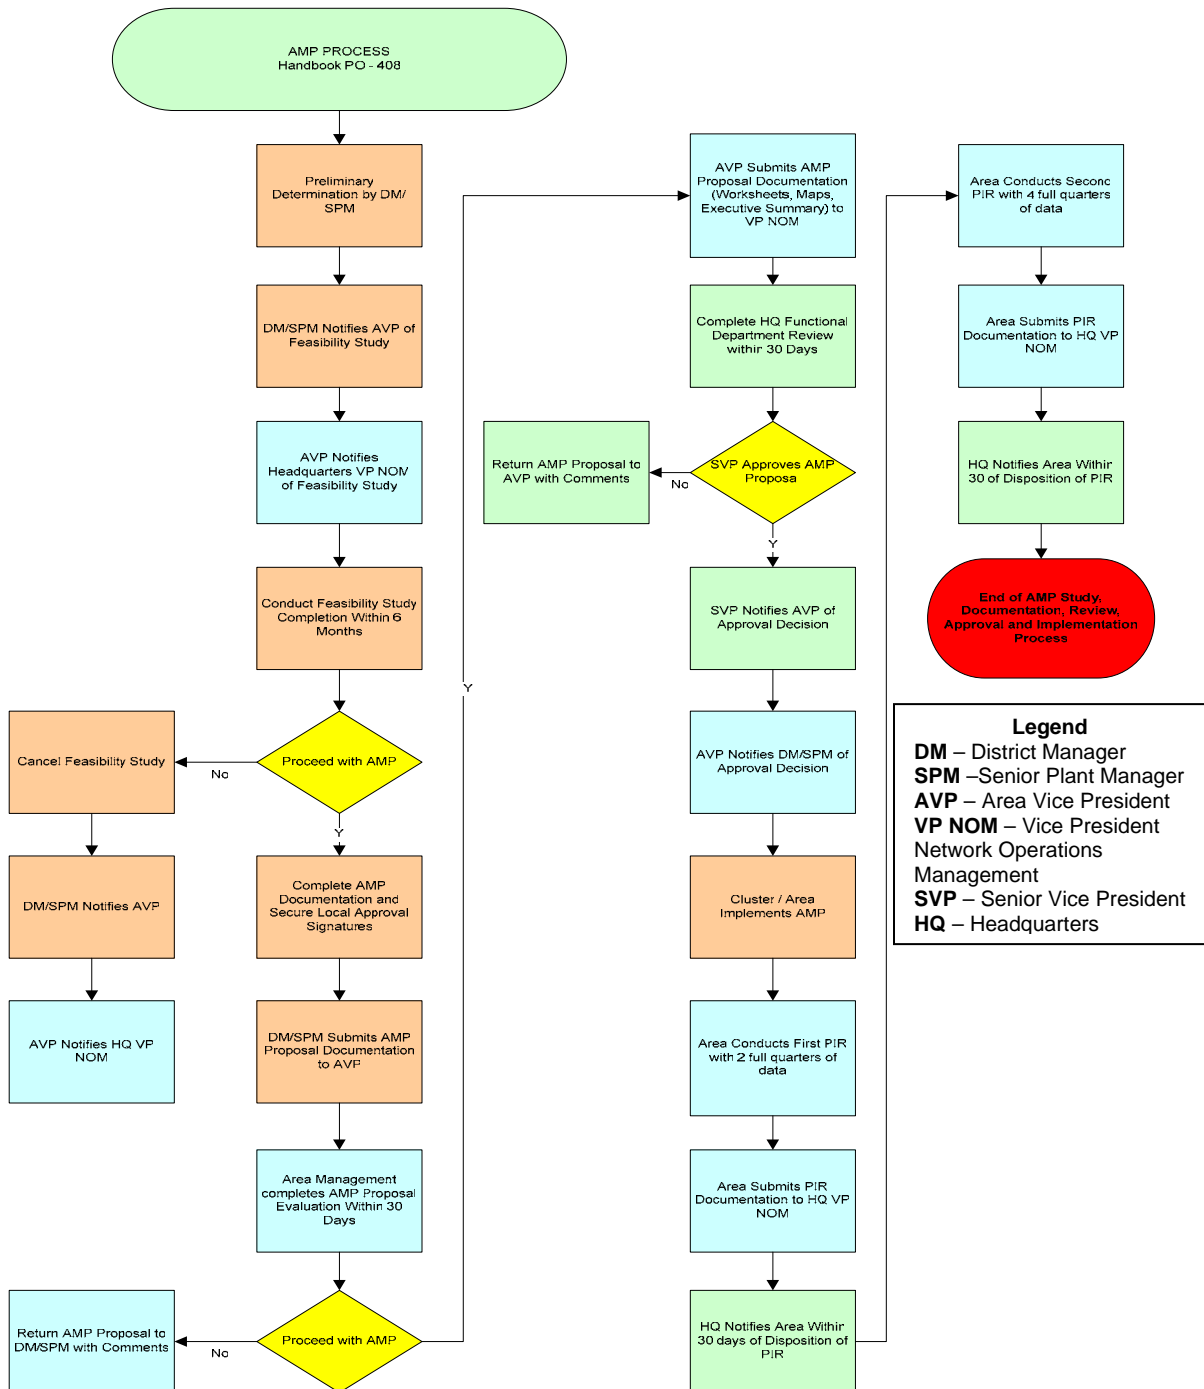 AMP PROCESS
Handbook PO - 408
Preliminary
Determination by DM/
SPM
DM/SPM Notifies AVP of
Feasibility Study
AVP Notifies
Headquarters VP NOM
of Feasibility Study
Conduct Feasibility Study
Completion Within 6
Months
Proceed with AMP
No
Cancel Feasibility Study
DM/SPM Notifies AVP
AVP Notifies HQ VP
NOM
Y
Complete AMP
Documentation and
Secure Local Approval
Signatures
DM/SPM Submits AMP
Proposal Documentation
to AVP
Area Management
completes AMP Proposal
Evaluation Within 30
Days
Proceed with AMP
No
Return AMP Proposal to
DM/SPM with Comments
Y
AVP Submits AMP
Proposal Documentation
(Worksheets, Maps,
Executive Summary) to
VP NOM
Complete HQ Functional
Department Review
within 30 Days
SVP Approves AMP
Proposa
No
Return AMP Proposal to
AVP with Comments
Y
SVP Notifies AVP of
Approval Decision
AVP Notifies DM/SPM of
Approval Decision
Cluster / Area
Implements AMP
Area Conducts First PIR
with 2 full quarters of
data
Area Submits PIR
Documentation to HQ VP
NOM
HQ Notifies Area Within
30 days of Disposition of
PIR
Area Conducts Second
PIR with 4 full quarters
of data
Area Submits PIR
Documentation to HQ VP
NOM
HQ Notifies Area Within
30 of Disposition of PIR
End of AMP Study,
Documentation, Review,
Approval and Implementation
Process
Legend
DM – District Manager
SPM –Senior Plant Manager
AVP – Area Vice President
VP NOM – Vice President
Network Operations
Management
SVP – Senior Vice President
HQ – Headquarters